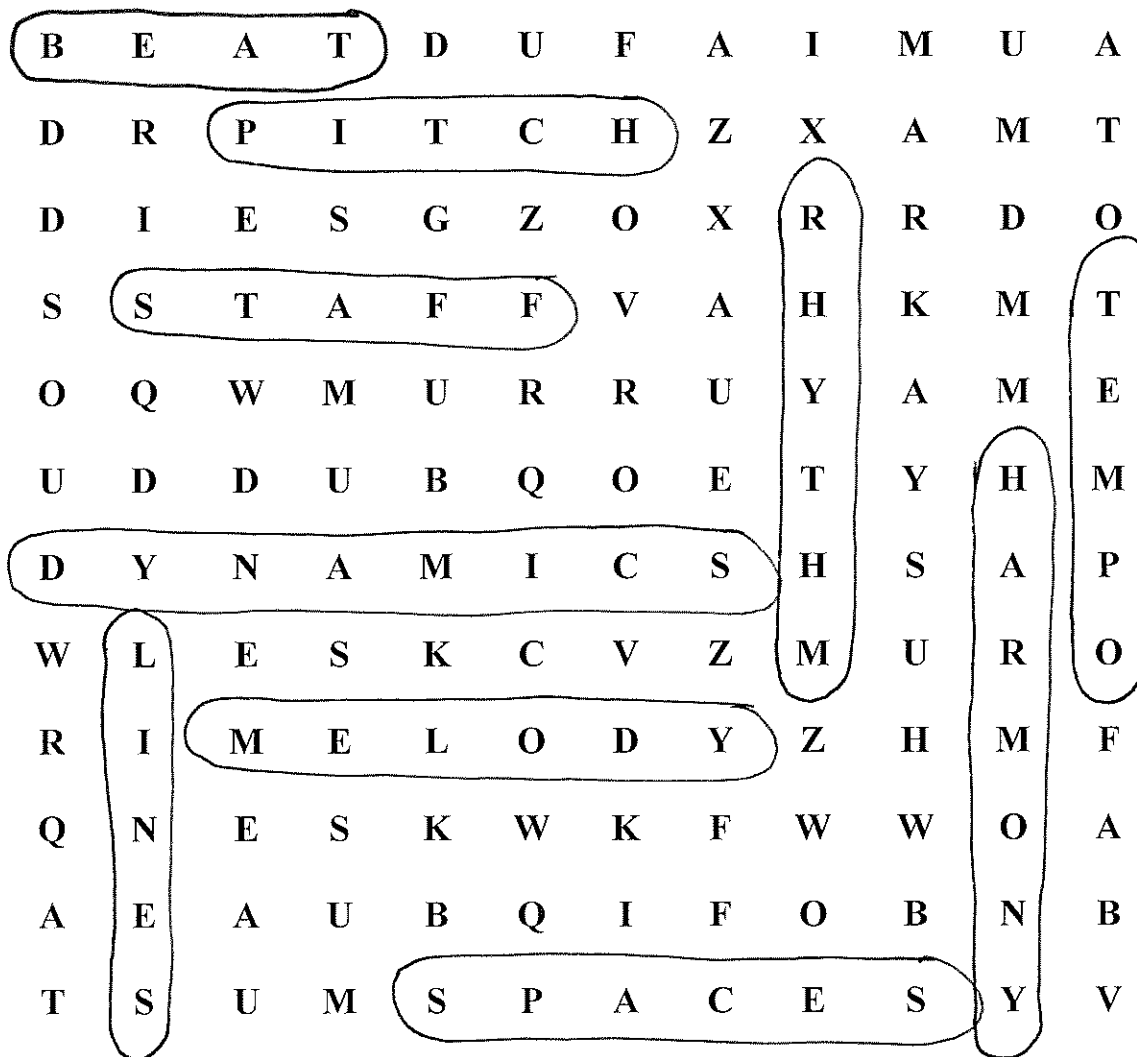 B E A T D U F A I M U A
D R P I T C H Z X A M T
D I E S G Z O X R R D O
S S T A F F V A H K M T
O Q W M U R R U Y A M E
U D D U B Q O E T Y H M
D Y N A M I C S H S A P
W L E S K C V Z M U R O
R I M E L O D Y Z H M F
Q N E S K W K F W W O A
A E A U B Q I F O B N B
T S U M S P A C E S Y V